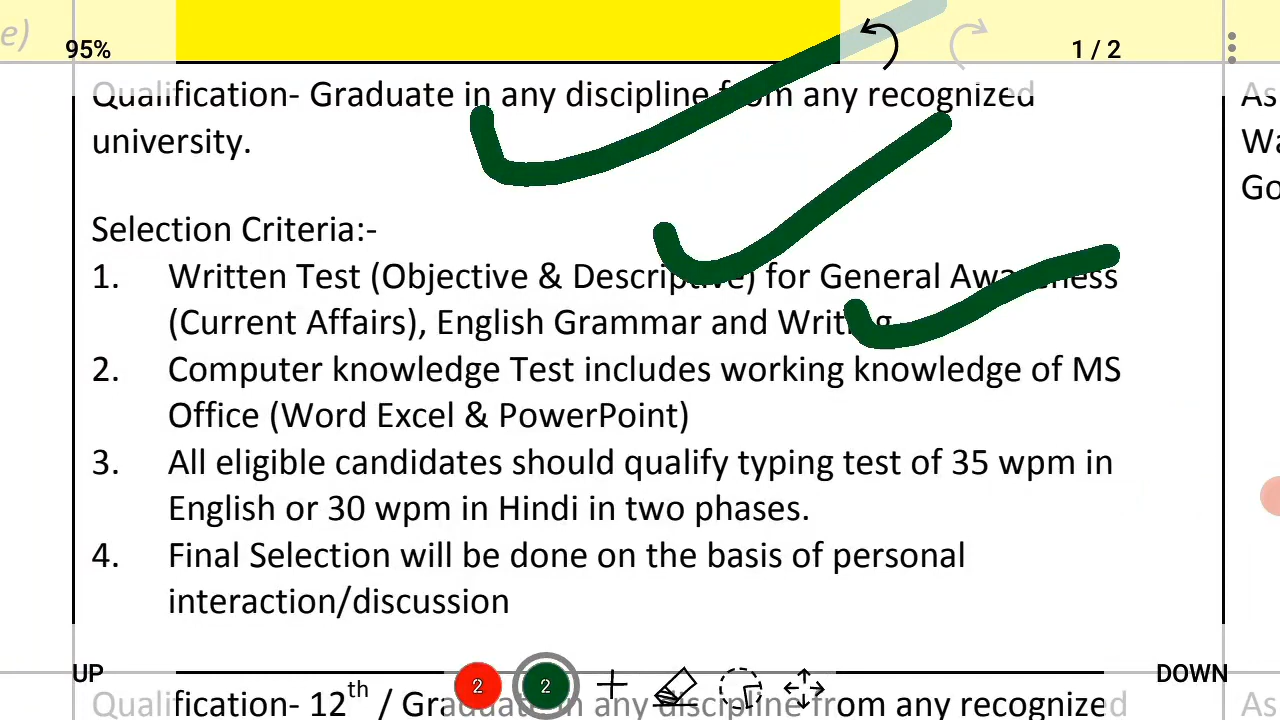 e)
95%
1 / 2
Qualification- Graduate in any discipline from any recognized
university.
Selection Criteria:-
1. Written Test (Objective & Descriptive) for General Awareness
(Current Affairs), English Grammar and Writing
2. Computer knowledge Test includes working knowledge of MS
Office (Word Excel & PowerPoint)
3. All eligible candidates should qualify typing test of 35 wpm in
English or 30 wpm in Hindi in two phases.
4. Final Selection will be done on the basis of personal
interaction/discussion
As
Wa
Go
UP
2
2
DOWN
Qualification- 12th / Graduate in any discipline from any recognized
As